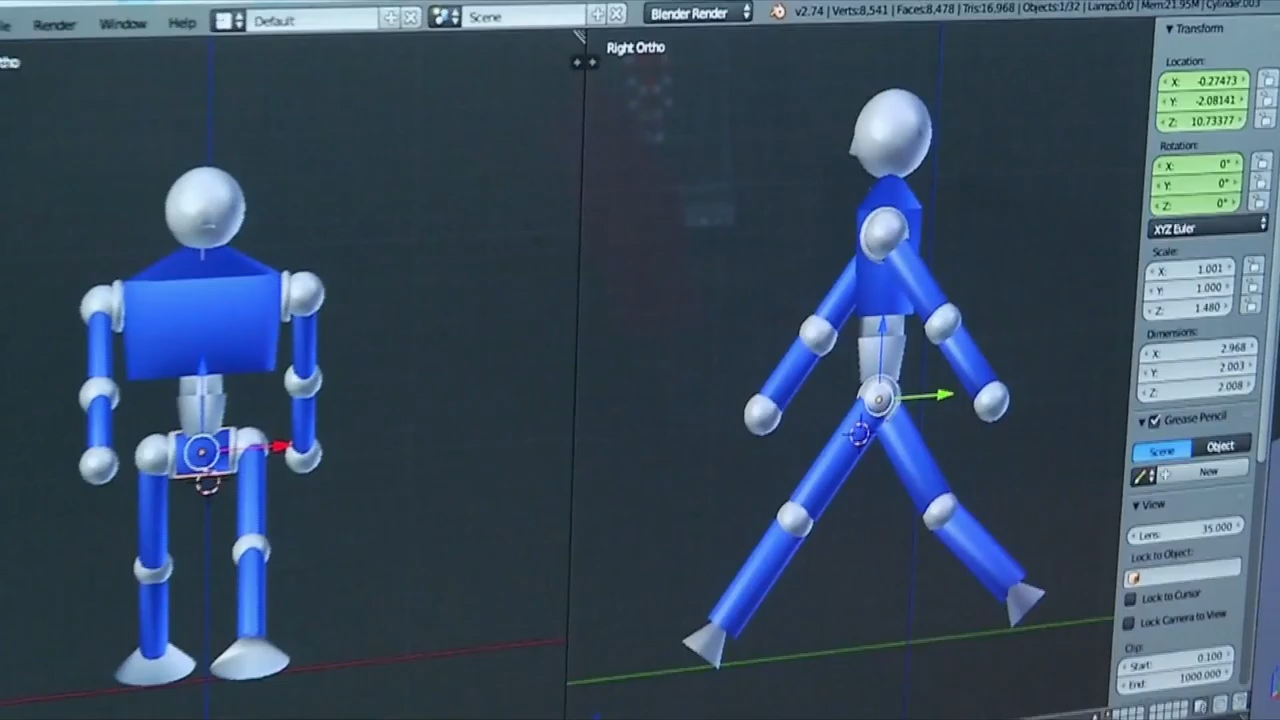 Render Window Help Default Scene Blender Render v2.74 | Verts:8,541 | Faces:8,478 | Tris:16,968 | Objects:1/32 | Lamps:0/0 | Mem:21.95M | Cylinder.003
Right Ortho
Transform
Location:
X: -0.27473
Y: -2.08141
Z: 10.73377
Rotation:
X: 0°
Y: 0°
Z: 0°
XYZ Euler
Scale:
X: 1.001
Y: 1.000
Z: 1.480
Dimensions:
X: 2.968
Y: 2.003
Z: 2.008
Grease Pencil
Scene Object
New
View
Lens: 35.000
Lock to Object:
Lock to Cursor
Lock Camera to View
Clip:
Start: 0.100
End: 1000.000